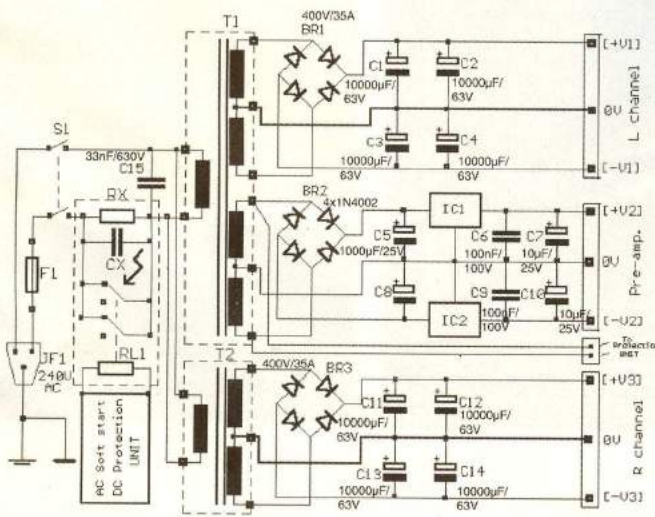 T1
400V/35A
BR1
C1
10000µF/
63V
C2
10000µF/
63V
C3
10000µF/
63V
C4
10000µF/
63V
[+V1]
0V
[-V1]
L channel
S1
33nF/630V
C15
RX
CX
F1
RL1
JF1
240V
AC
AC Soft start
DC Protection
UNIT
BR2
4x1N4002
1000µF/25V
C5
C8
IC1
IC2
C6
100nF/
100V
C7
10µF/
25V
C9
100nF/
100V
C10
10µF/
25V
[+V2]
0V
[-V2]
Pre-amp.
To
Protection
UNIT
T2
400V/35A
BR3
C11
10000µF/
63V
C12
10000µF/
63V
C13
10000µF/
63V
C14
10000µF/
63V
[+V3]
0V
[-V3]
R channel